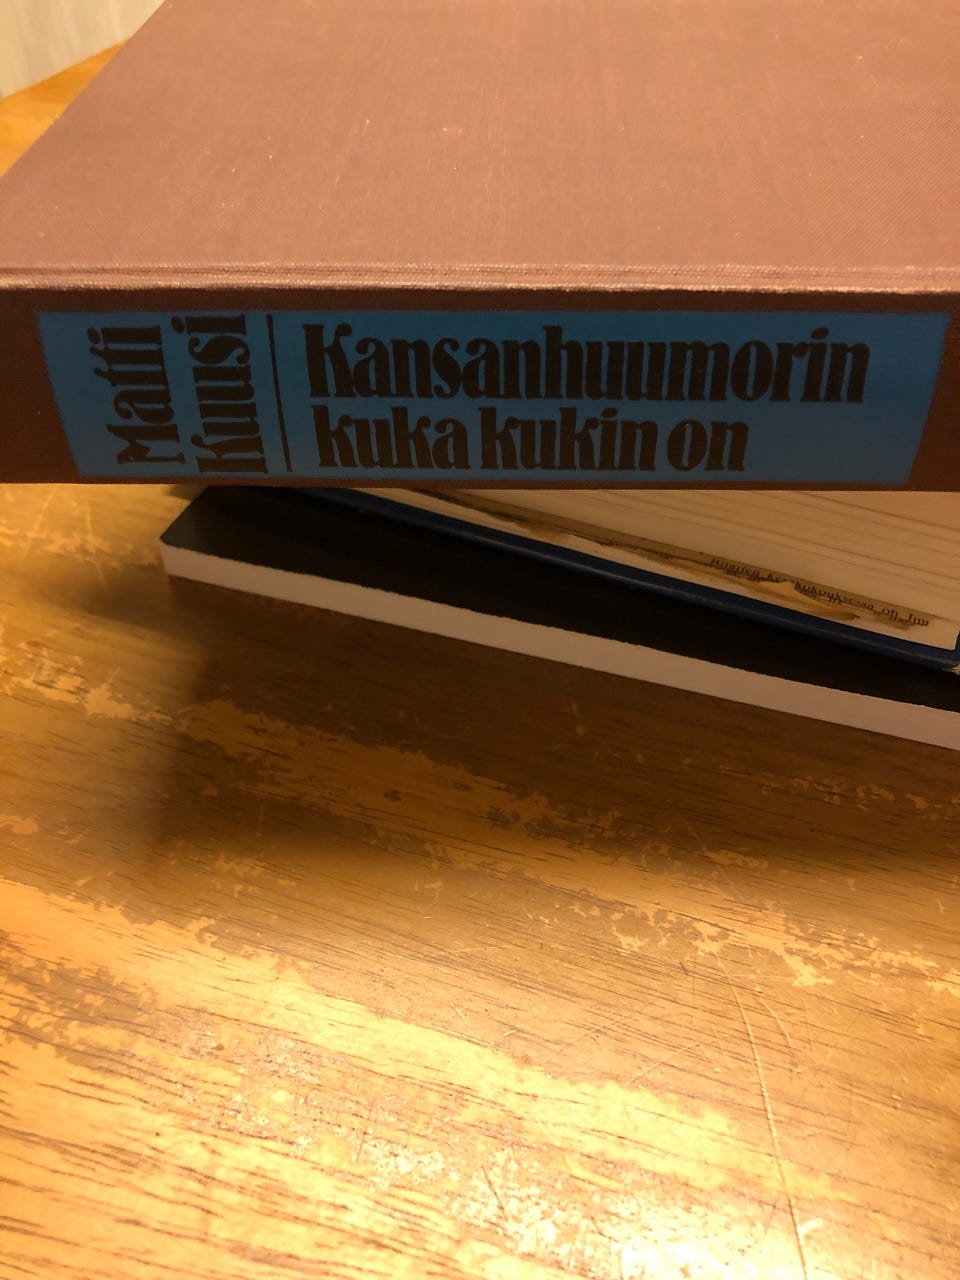 Matti
Kuusi
Kansanhuumorin
kuka kukin on